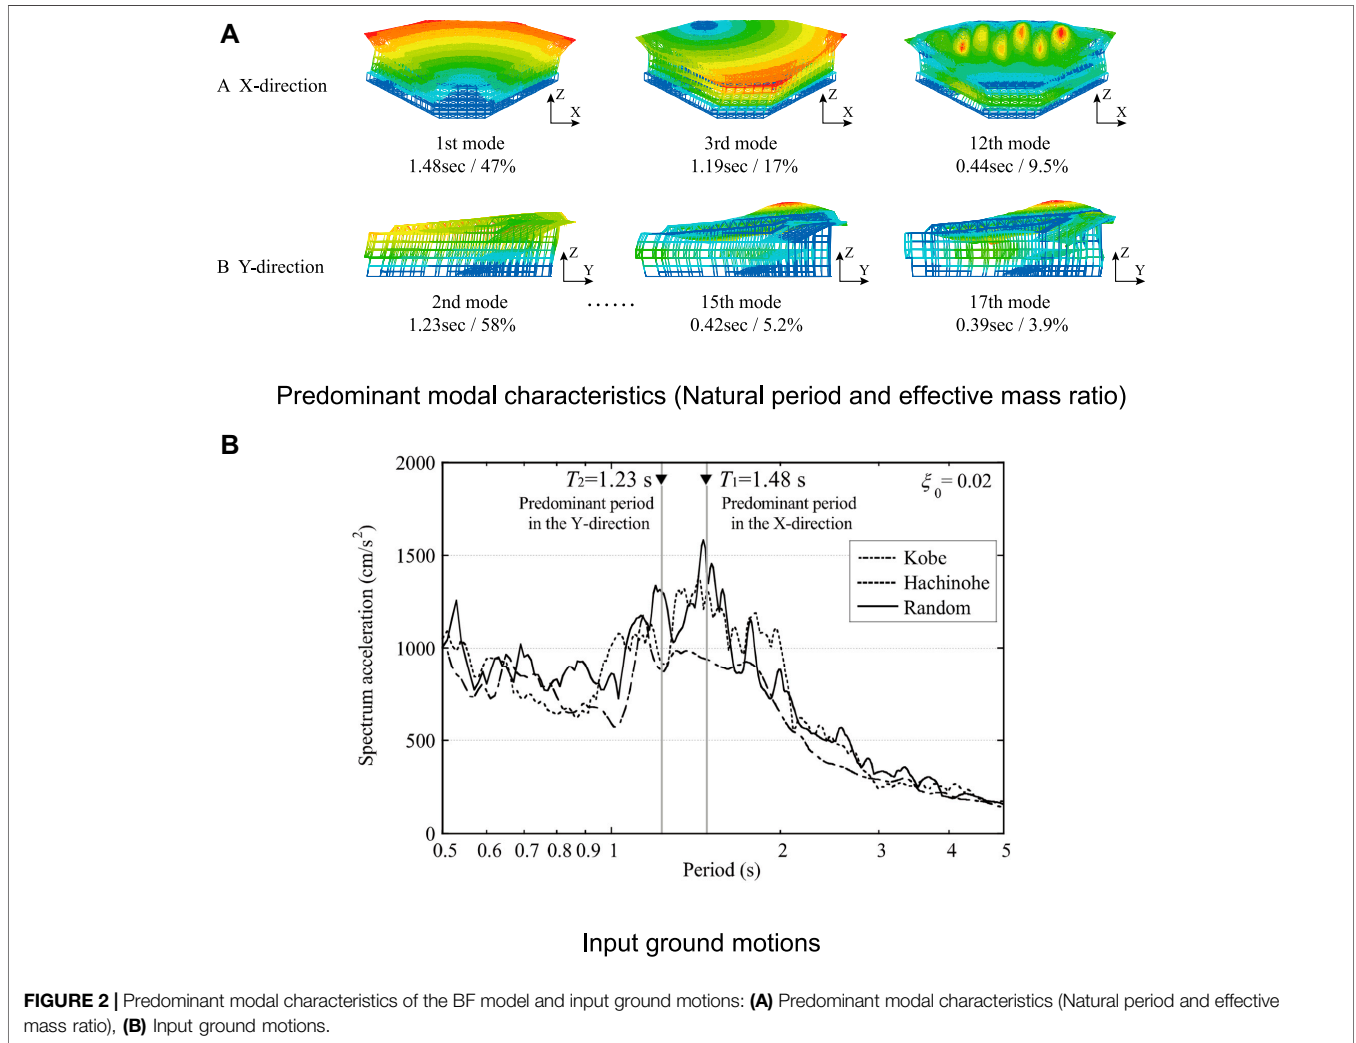 A
A X-direction
Z
X
Z
X
Z
X
1st mode
1.48sec / 47%
3rd mode
1.19sec / 17%
12th mode
0.44sec / 9.5%
B Y-direction
Z
Y
Z
Y
Z
Y
2nd mode
1.23sec / 58%
......
15th mode
0.42sec / 5.2%
17th mode
0.39sec / 3.9%
Predominant modal characteristics (Natural period and effective mass ratio)
B
Spectrum acceleration (cm/s²)
2000
1500
1000
500
0
T₂=1.23 s
Predominant period
in the Y-direction
T₁=1.48 s
Predominant period
in the X-direction
ξ₀= 0.02
Kobe
Hachinohe
Random
0.5 0.6 0.7 0.8 0.9 1 2 3 4 5
Period (s)
Input ground motions
FIGURE 2 | Predominant modal characteristics of the BF model and input ground motions: (A) Predominant modal characteristics (Natural period and effective
mass ratio), (B) Input ground motions.